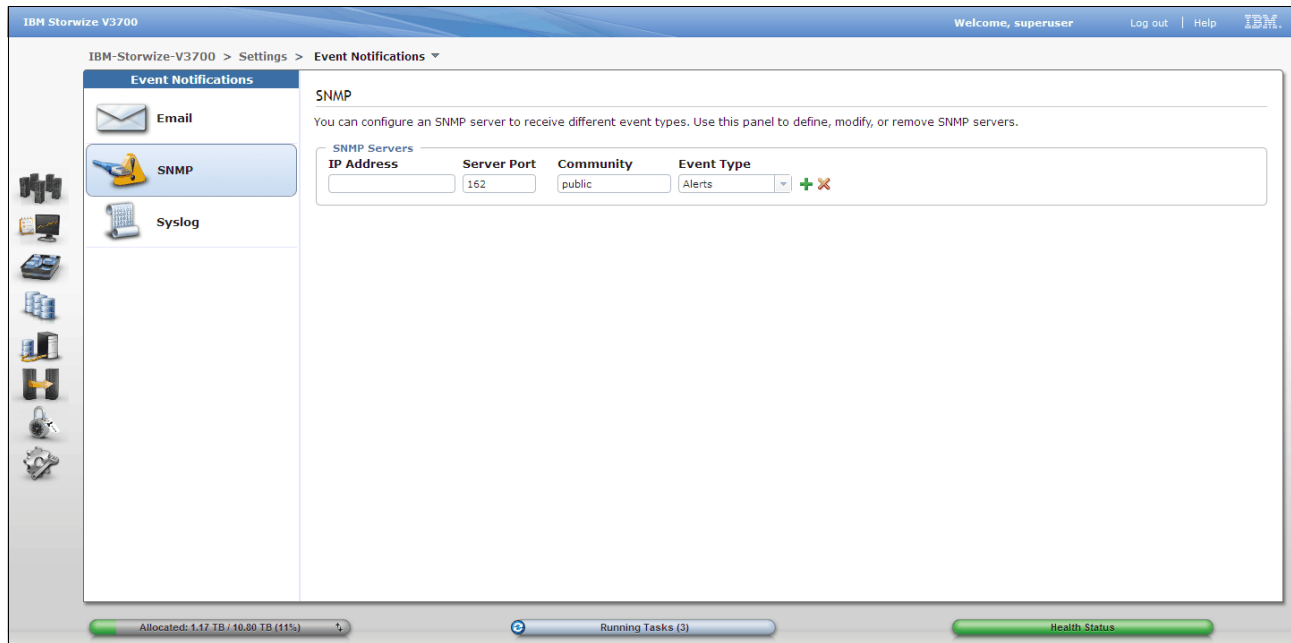 IBM Storwize V3700
Welcome, superuser
Log out | Help
IBM.
IBM-Storwize-V3700 > Settings > Event Notifications
Event Notifications
Email
SNMP
Syslog
SNMP
You can configure an SNMP server to receive different event types. Use this panel to define, modify, or remove SNMP servers.
SNMP Servers
IP Address Server Port Community Event Type
162 public Alerts
Allocated: 1.17 TB / 10.80 TB (11%)
Running Tasks (3)
Health Status